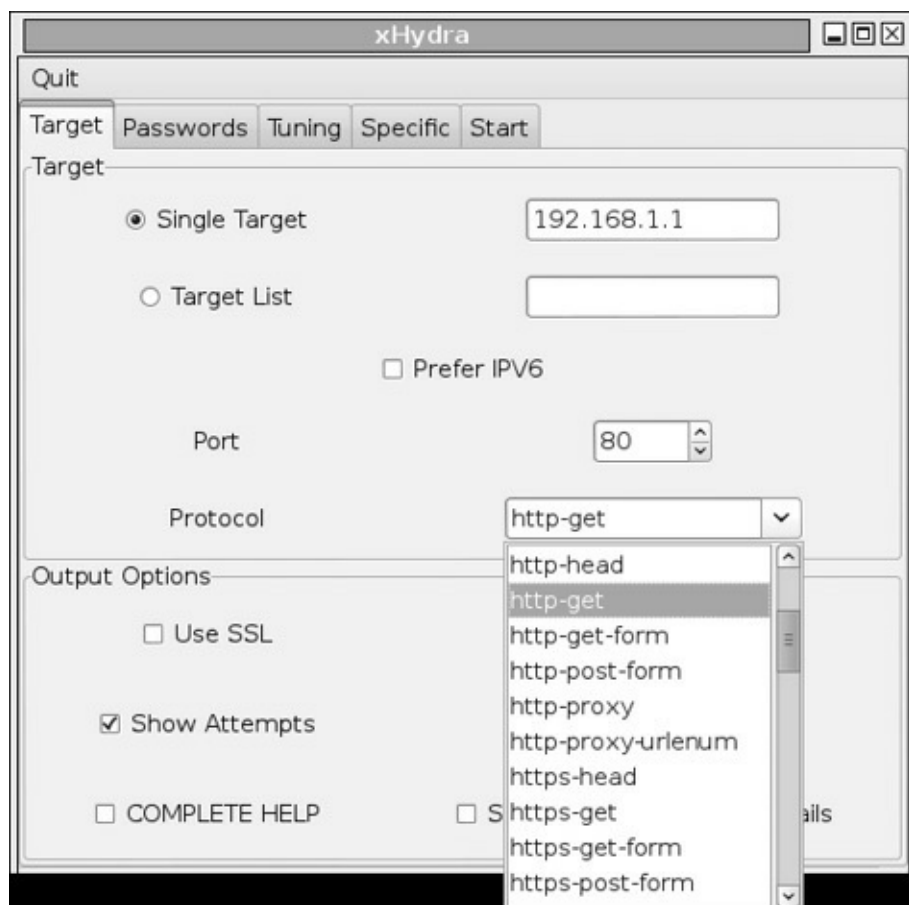 xHydra
Quit
Target Passwords Tuning Specific Start
Target
Single Target 192.168.1.1
Target List
Prefer IPV6
Port 80
Protocol http-get
http-head
Output Options
http-get
Use SSL http-get-form
http-post-form
http-proxy
Show Attempts
http-proxy-urlenum
https-head
COMPLETE HELP https-get
https-get-form
https-post-form